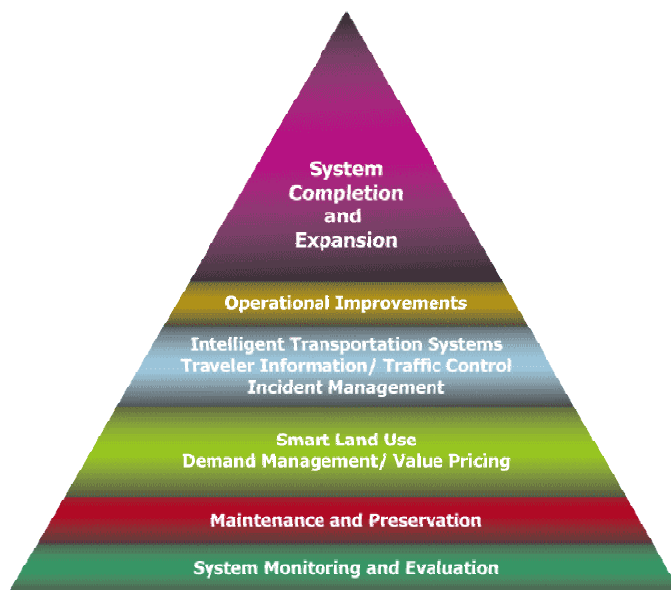 System
Completion
and
Expansion
Operational Improvements
Intelligent Transportation Systems
Traveler Information/ Traffic Control
Incident Management
Smart Land Use
Demand Management/ Value Pricing
Maintenance and Preservation
System Monitoring and Evaluation